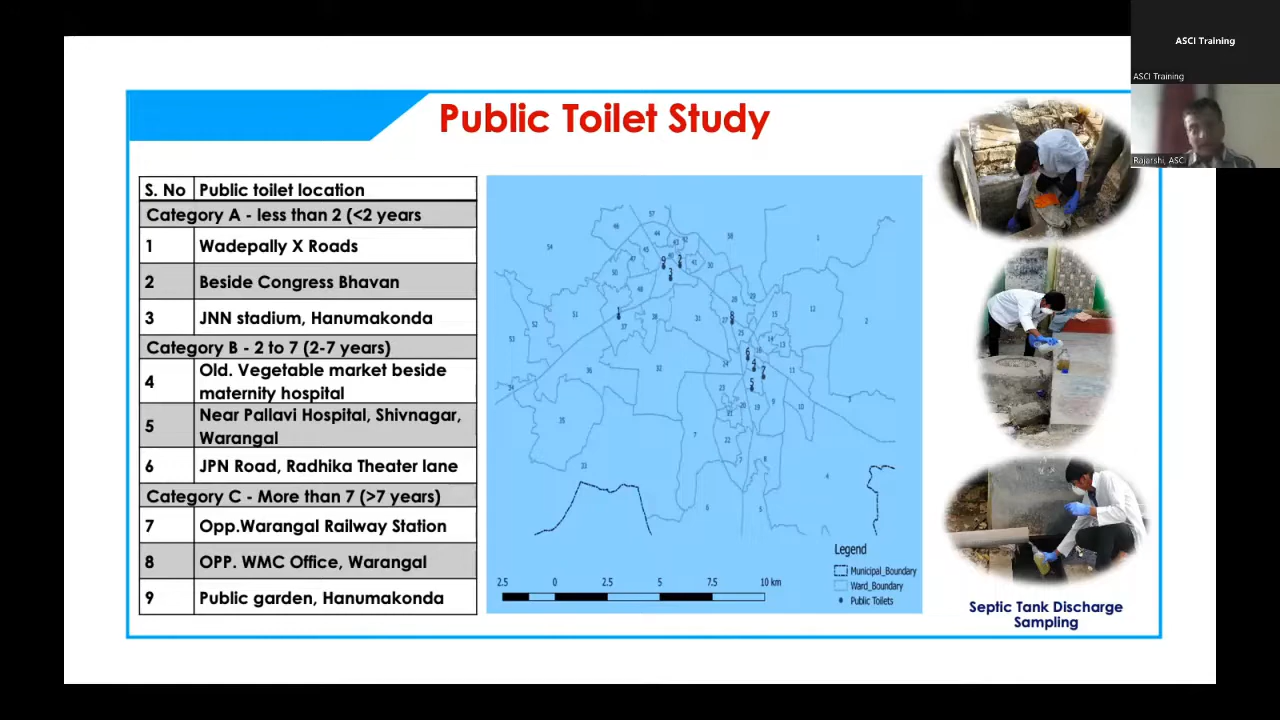 ASCI Training
ASCI Training
Rajarshi, ASCI
Public Toilet Study
S. No Public toilet location
Category A - less than 2 (<2 years
1 Wadepally X Roads
2 Beside Congress Bhavan
3 JNN stadium, Hanumakonda
Category B - 2 to 7 (2-7 years)
4 Old. Vegetable market beside
maternity hospital
5 Near Pallavi Hospital, Shivnagar,
Warangal
6 JPN Road, Radhika Theater lane
Category C - More than 7 (>7 years)
7 Opp.Warangal Railway Station
8 OPP. WMC Office, Warangal
9 Public garden, Hanumakonda
Legend
Municipal_Boundary
Ward_Boundary
Public Toilets
2.5 0 2.5 5 7.5 10 km
Septic Tank Discharge
Sampling